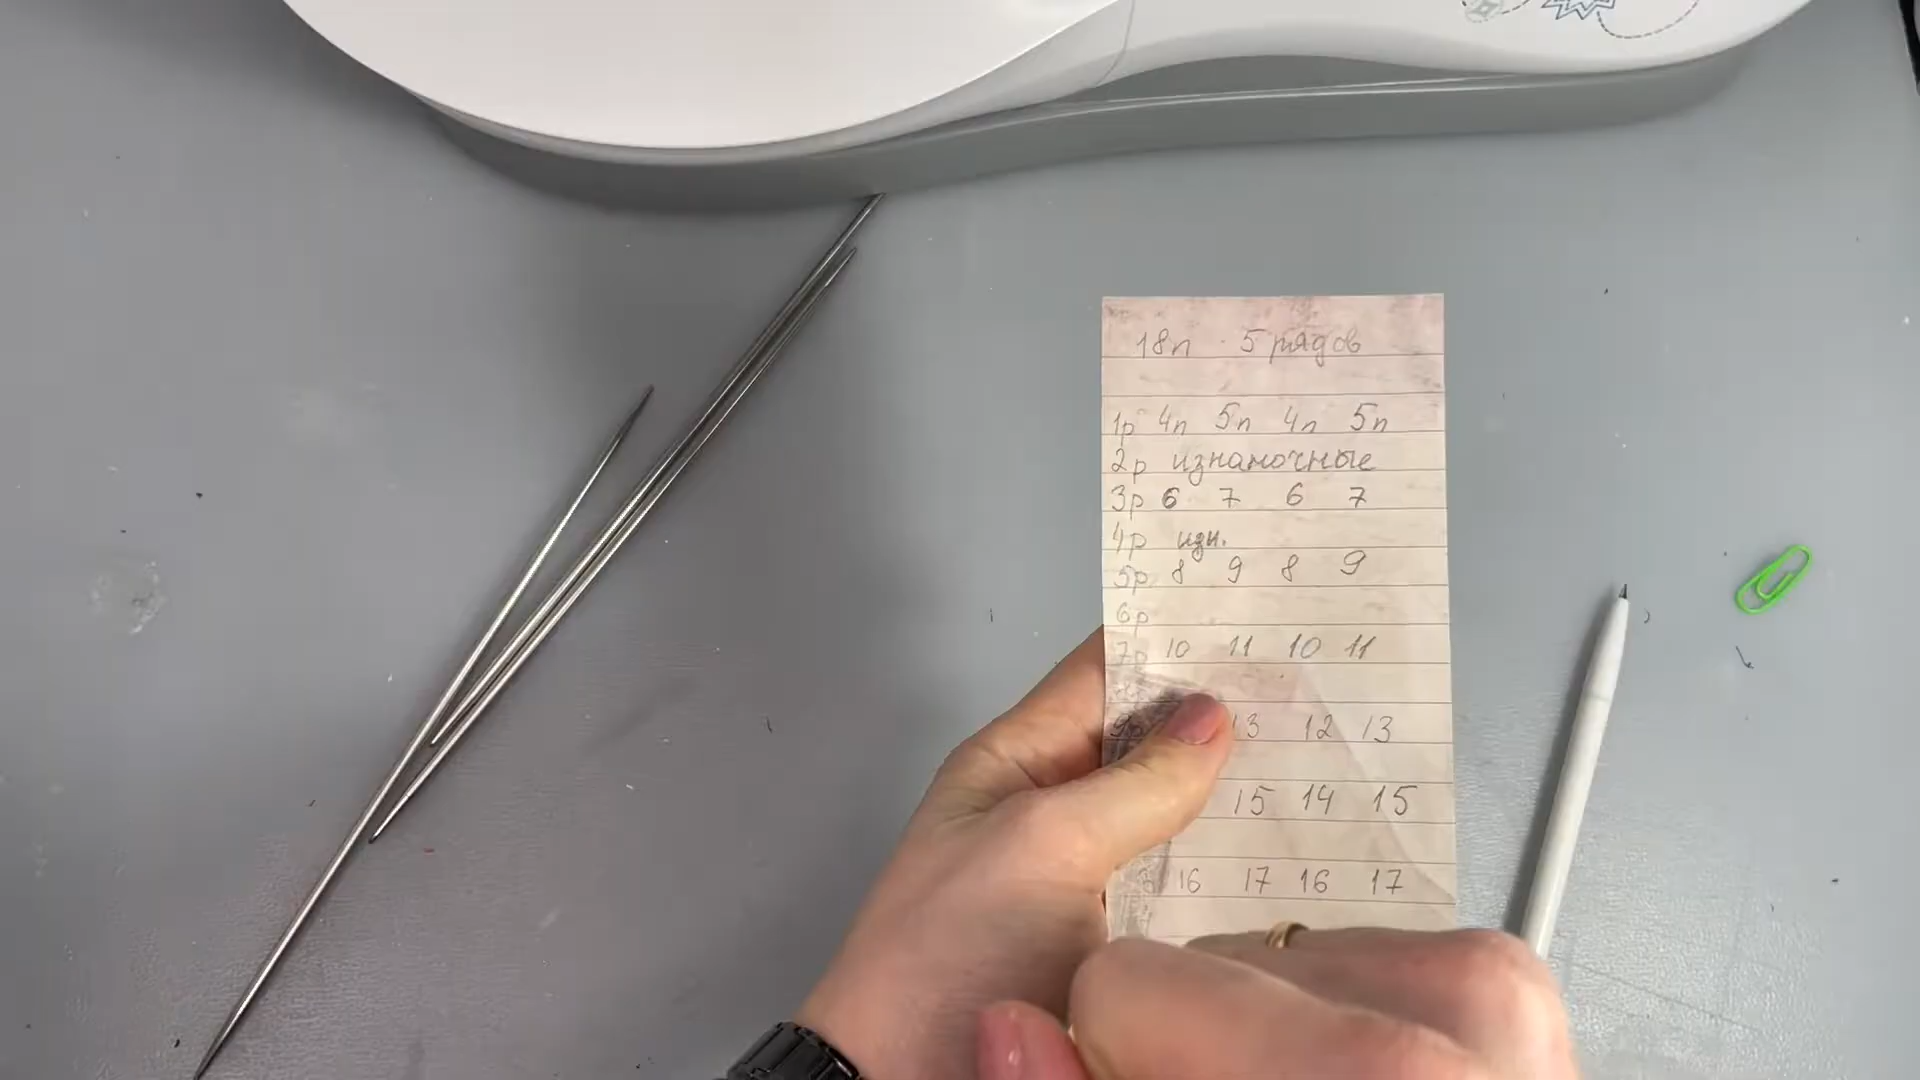 18п 5 рядов
1р 4п 5п 4п 5п
2р изнаночные
3р 6 7 6 7
4р изн.
5р 8 9 8 9
6р
7р 10 11 10 11
9р 13 12 13
15 14 15
16 17 16 17